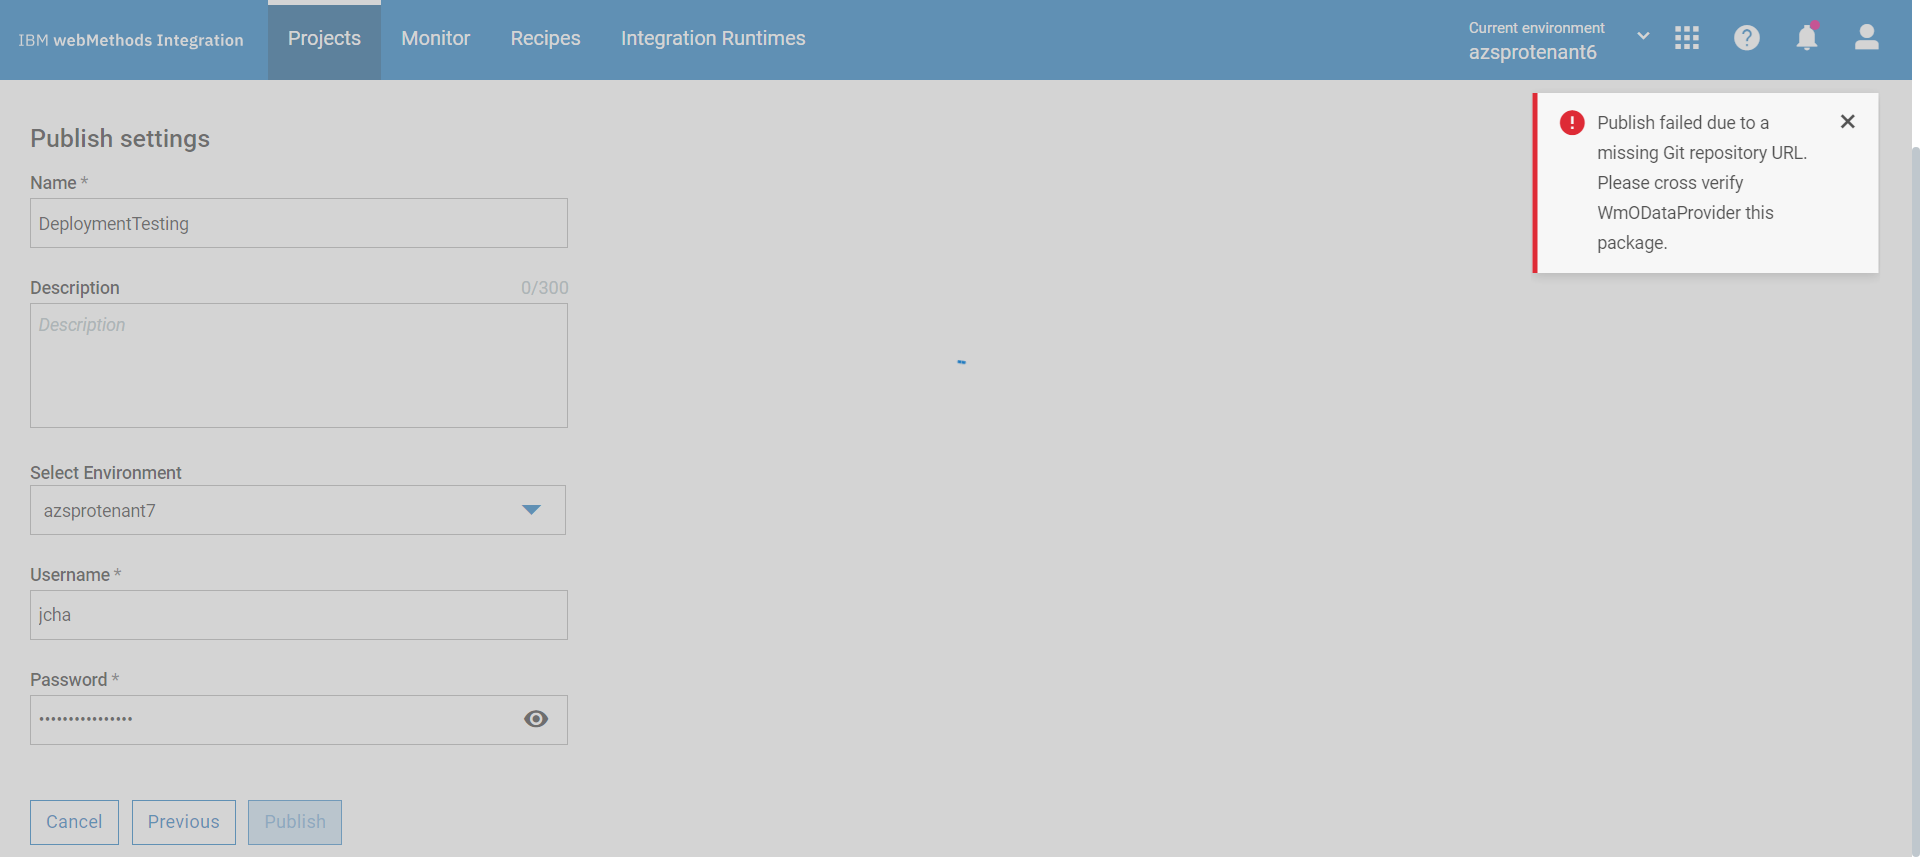 IBM webMethods Integration
Projects
Monitor
Recipes
Integration Runtimes
Current environment
azsprotenant6
Publish failed due to a
missing Git repository URL.
Please cross verify
WmODataProvider this
package.
Publish settings
Name *
DeploymentTesting
Description
0/300
Description
Select Environment
azsprotenant7
Username *
jcha
Password *
••••••••••••••••
Cancel
Previous
Publish